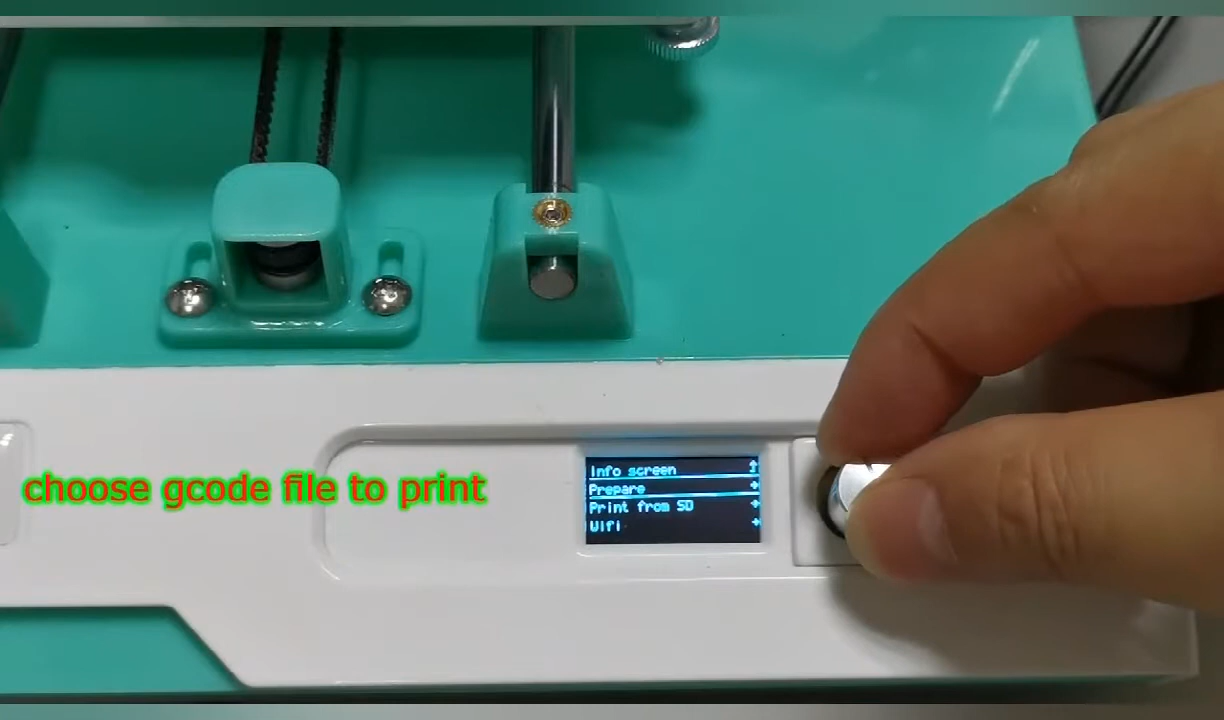 Info screen
Prepare
Print from SD
Wifi
choose gcode file to print